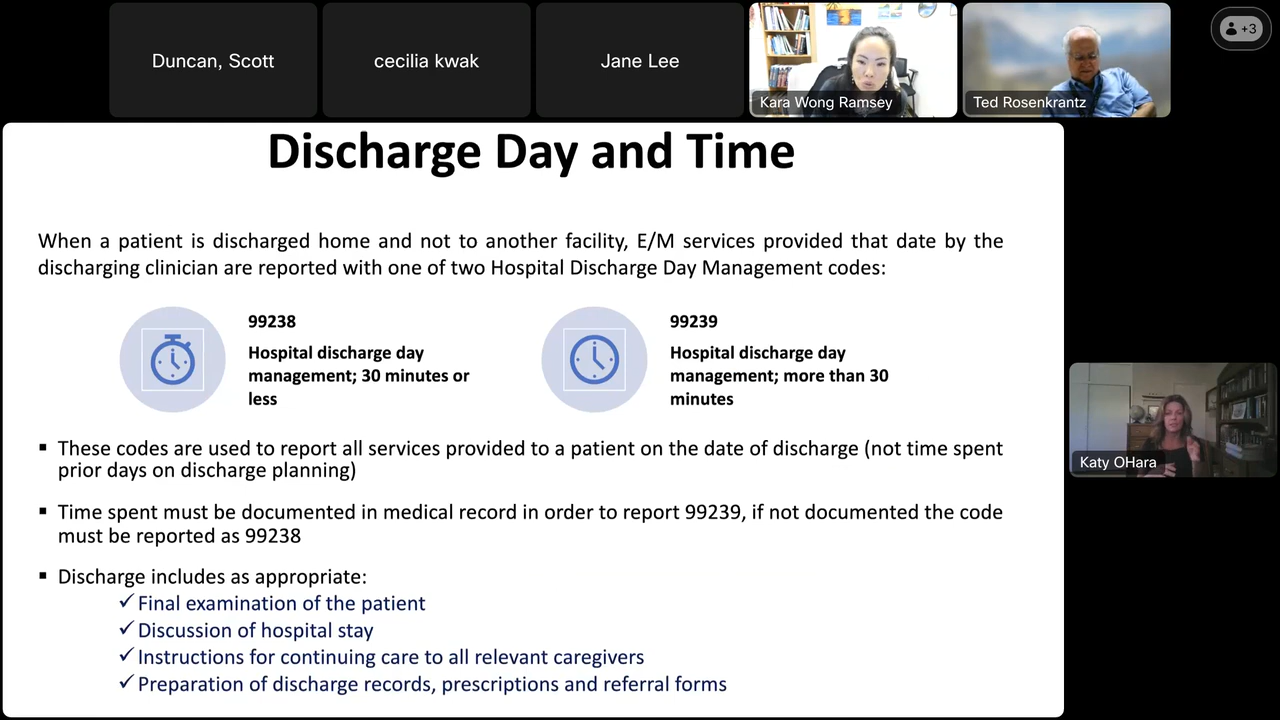 Duncan, Scott
cecilia kwak
Jane Lee
Kara Wong Ramsey
Ted Rosenkrantz
+3
Discharge Day and Time
When a patient is discharged home and not to another facility, E/M services provided that date by the
discharging clinician are reported with one of two Hospital Discharge Day Management codes:
99238
Hospital discharge day
management; 30 minutes or
less
99239
Hospital discharge day
management; more than 30
minutes
▪ These codes are used to report all services provided to a patient on the date of discharge (not time spent
prior days on discharge planning)
▪ Time spent must be documented in medical record in order to report 99239, if not documented the code
must be reported as 99238
▪ Discharge includes as appropriate:
✓Final examination of the patient
✓Discussion of hospital stay
✓Instructions for continuing care to all relevant caregivers
✓Preparation of discharge records, prescriptions and referral forms
Katy OHara